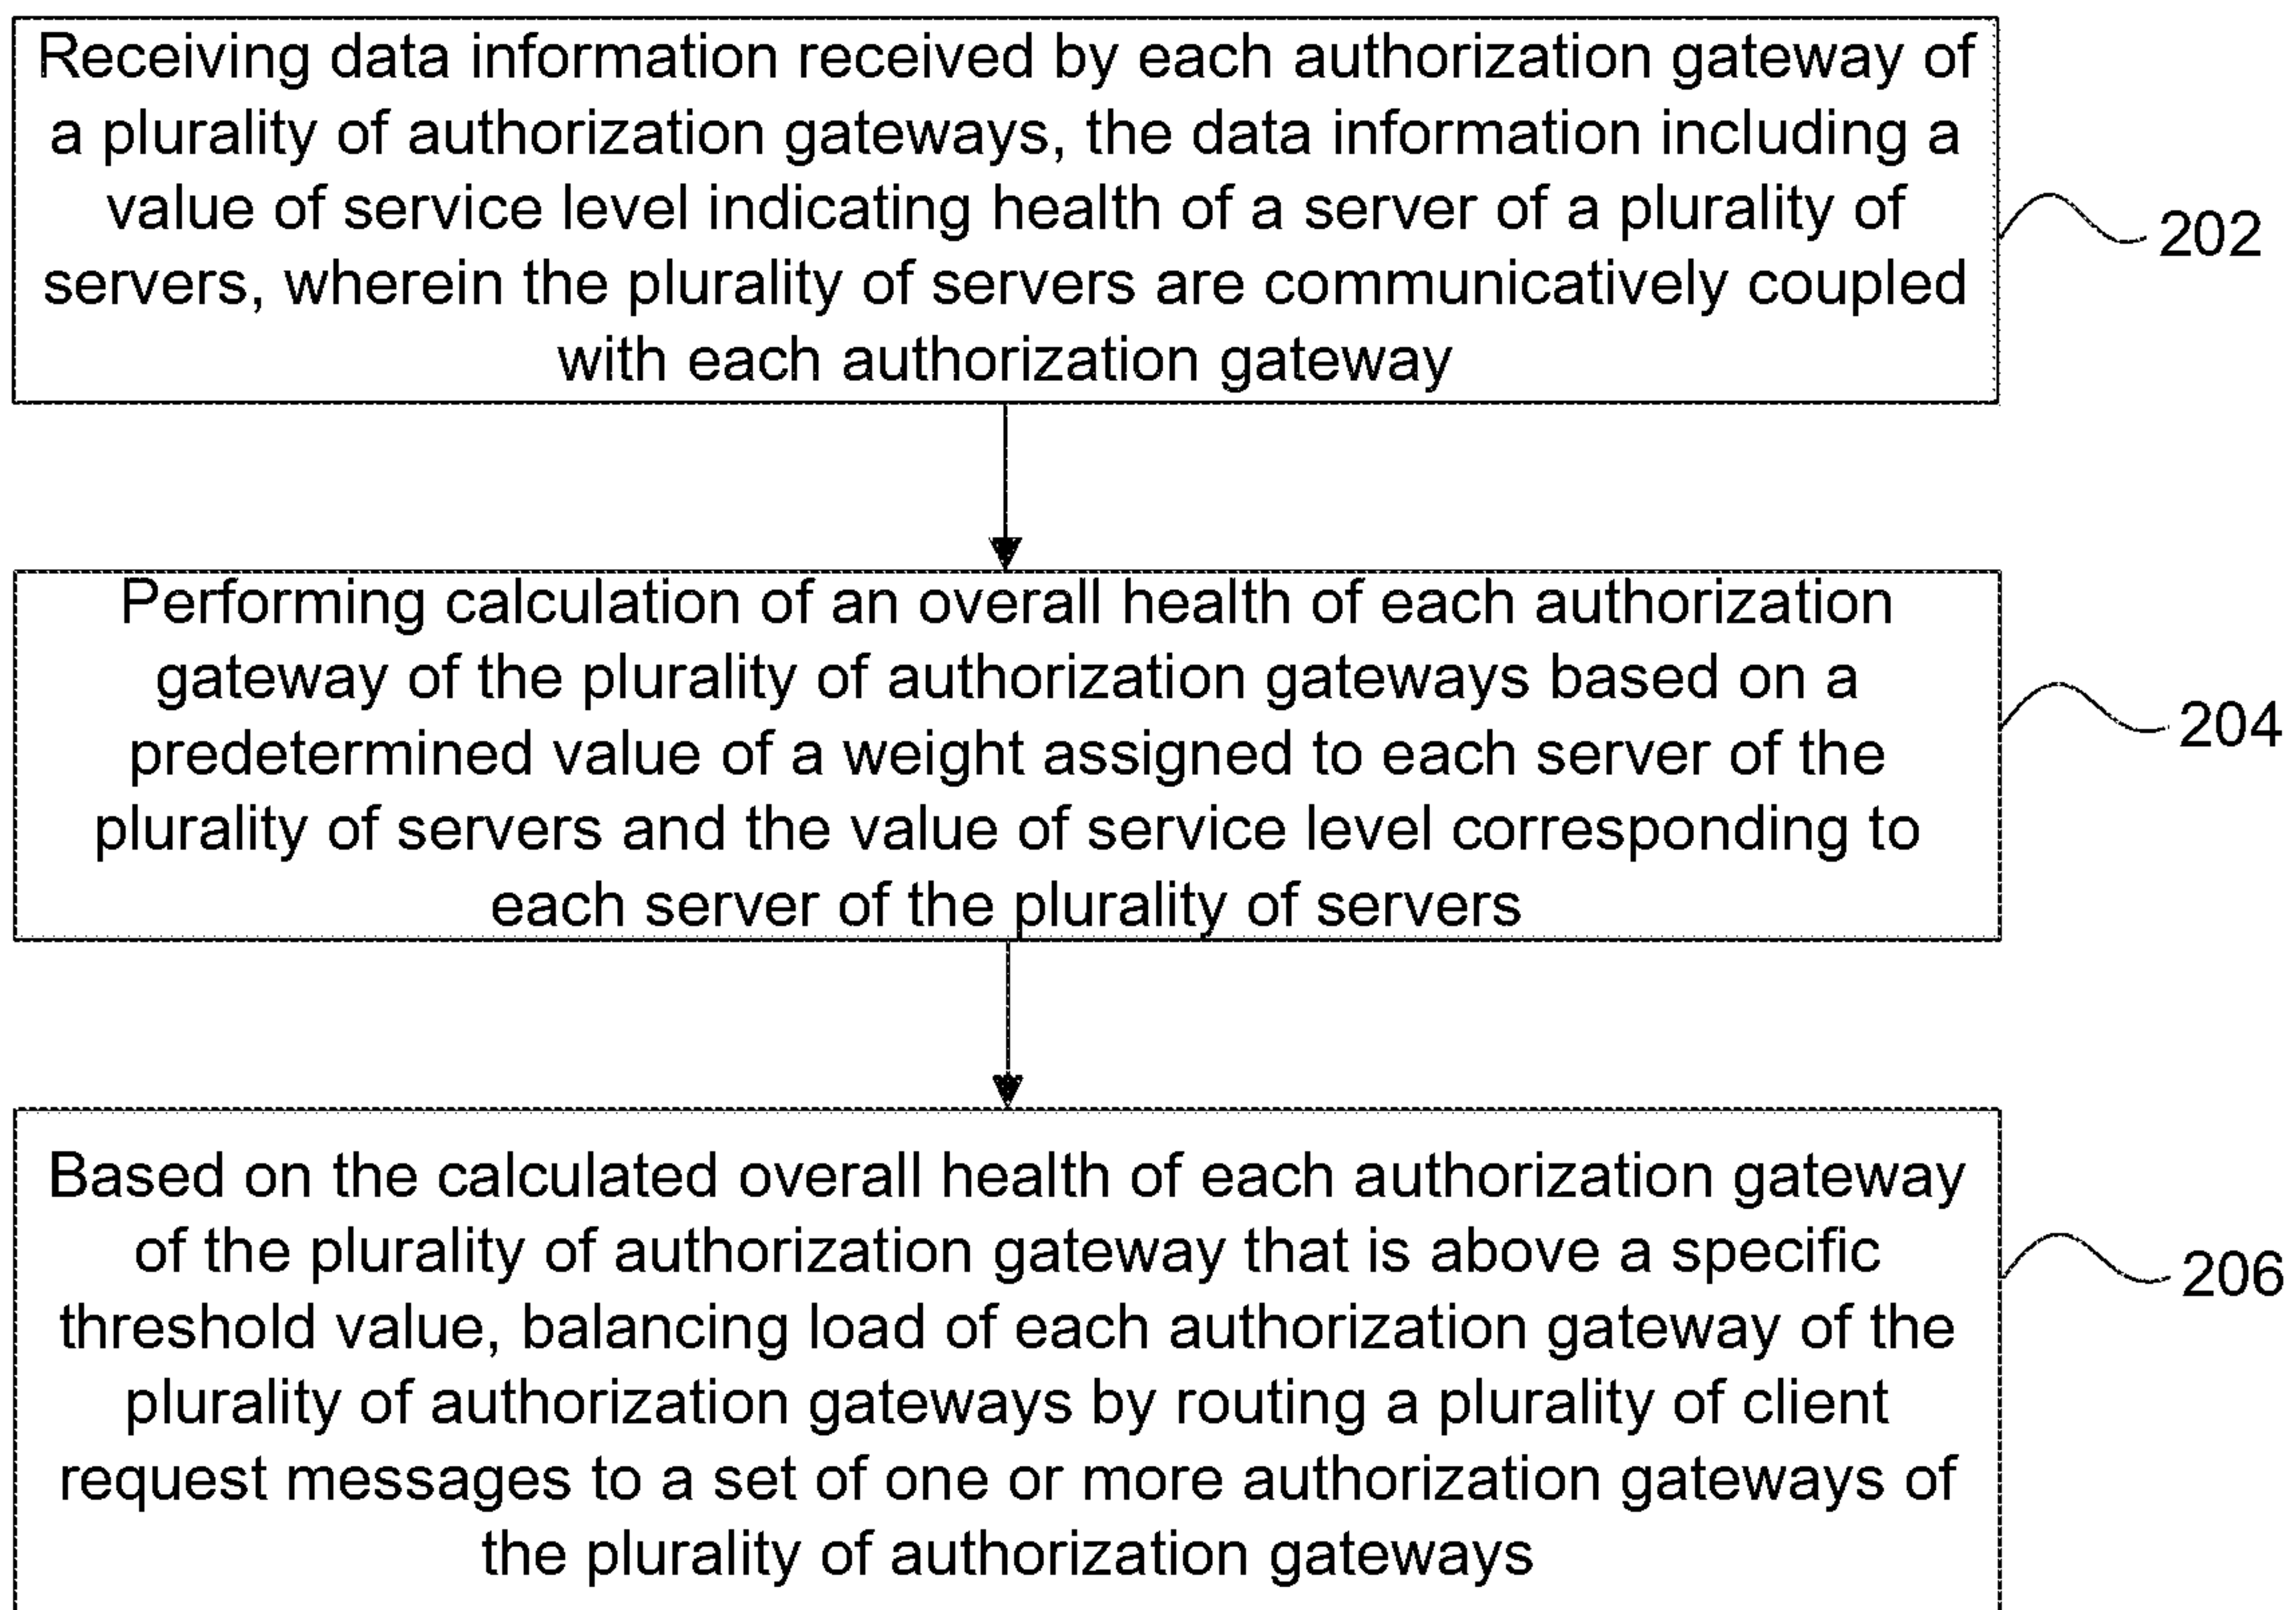 Receiving data information received by each authorization gateway of
a plurality of authorization gateways, the data information including a
value of service level indicating health of a server of a plurality of
servers, wherein the plurality of servers are communicatively coupled
with each authorization gateway
202
Performing calculation of an overall health of each authorization
gateway of the plurality of authorization gateways based on a
predetermined value of a weight assigned to each server of the
plurality of servers and the value of service level corresponding to
each server of the plurality of servers
204
Based on the calculated overall health of each authorization gateway
of the plurality of authorization gateway that is above a specific
threshold value, balancing load of each authorization gateway of the
plurality of authorization gateways by routing a plurality of client
request messages to a set of one or more authorization gateways of
the plurality of authorization gateways
206